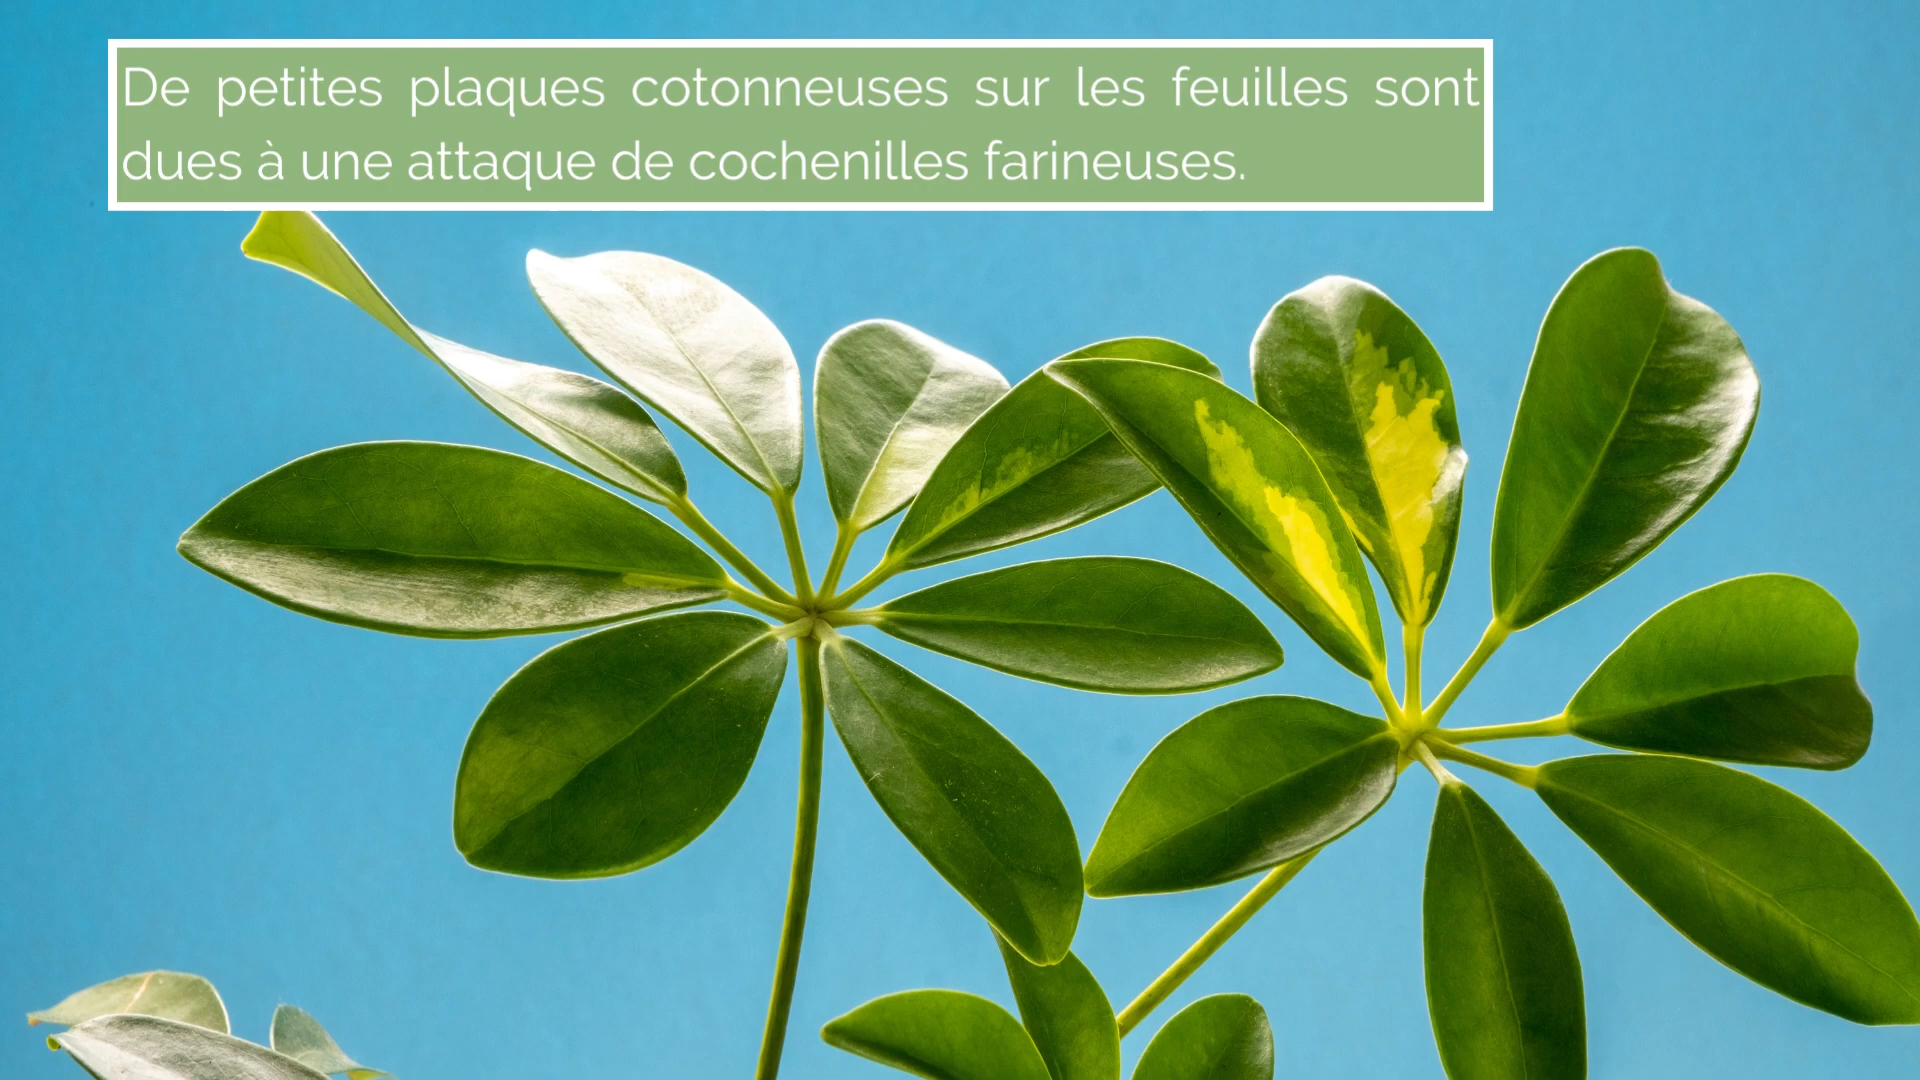 De petites plaques cotonneuses sur les feuilles sont
dues à une attaque de cochenilles farineuses.